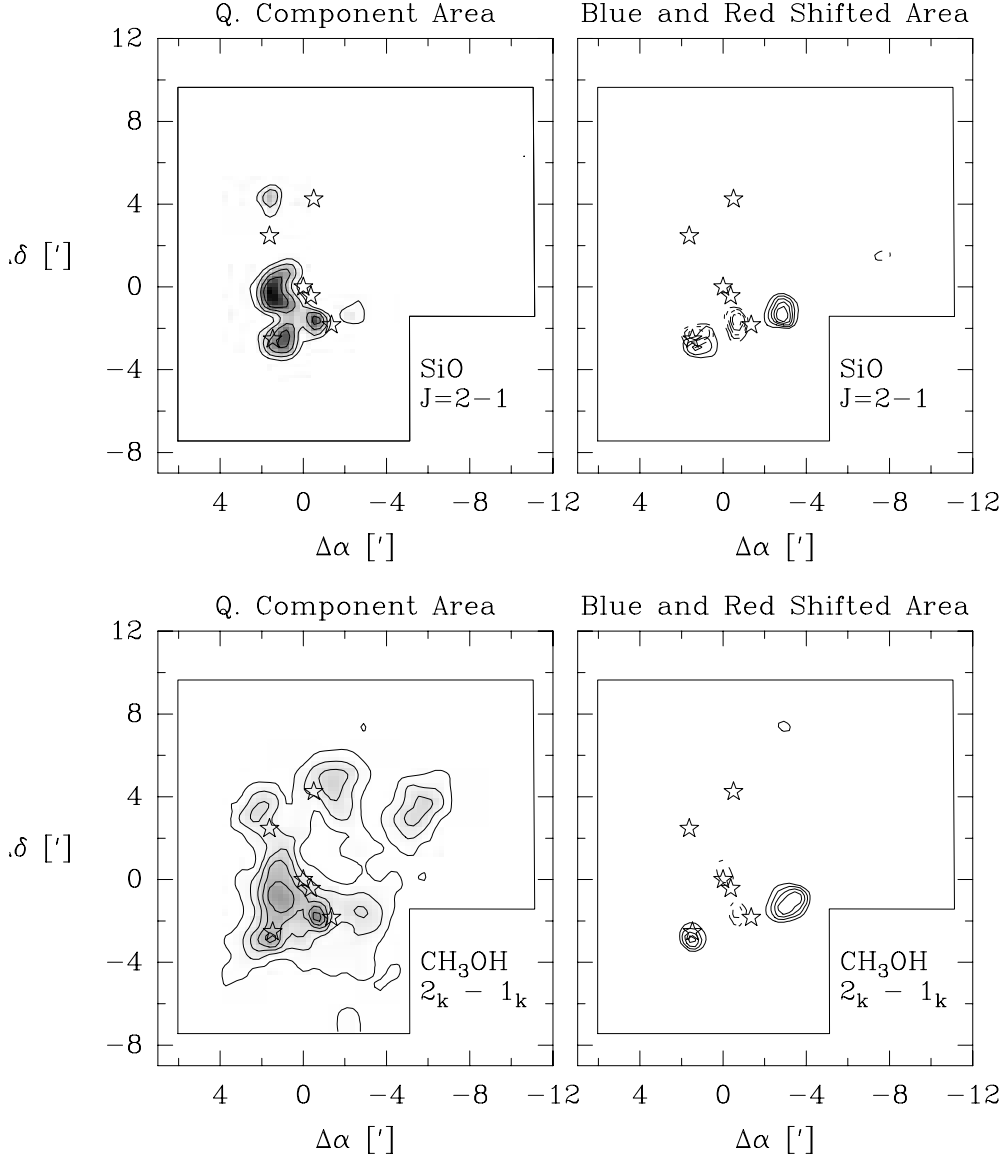 Q. Component Area
Blue and Red Shifted Area
12
8
4
0
−4
−8
δ [′]
SiO
J=2−1
SiO
J=2−1
4
0
−4
−8
−12
4
0
−4
−8
−12
Δα [′]
Δα [′]
Q. Component Area
Blue and Red Shifted Area
12
8
4
0
−4
−8
δ [′]
CH₃OH
2ₖ − 1ₖ
CH₃OH
2ₖ − 1ₖ
4
0
−4
−8
−12
4
0
−4
−8
−12
Δα [′]
Δα [′]